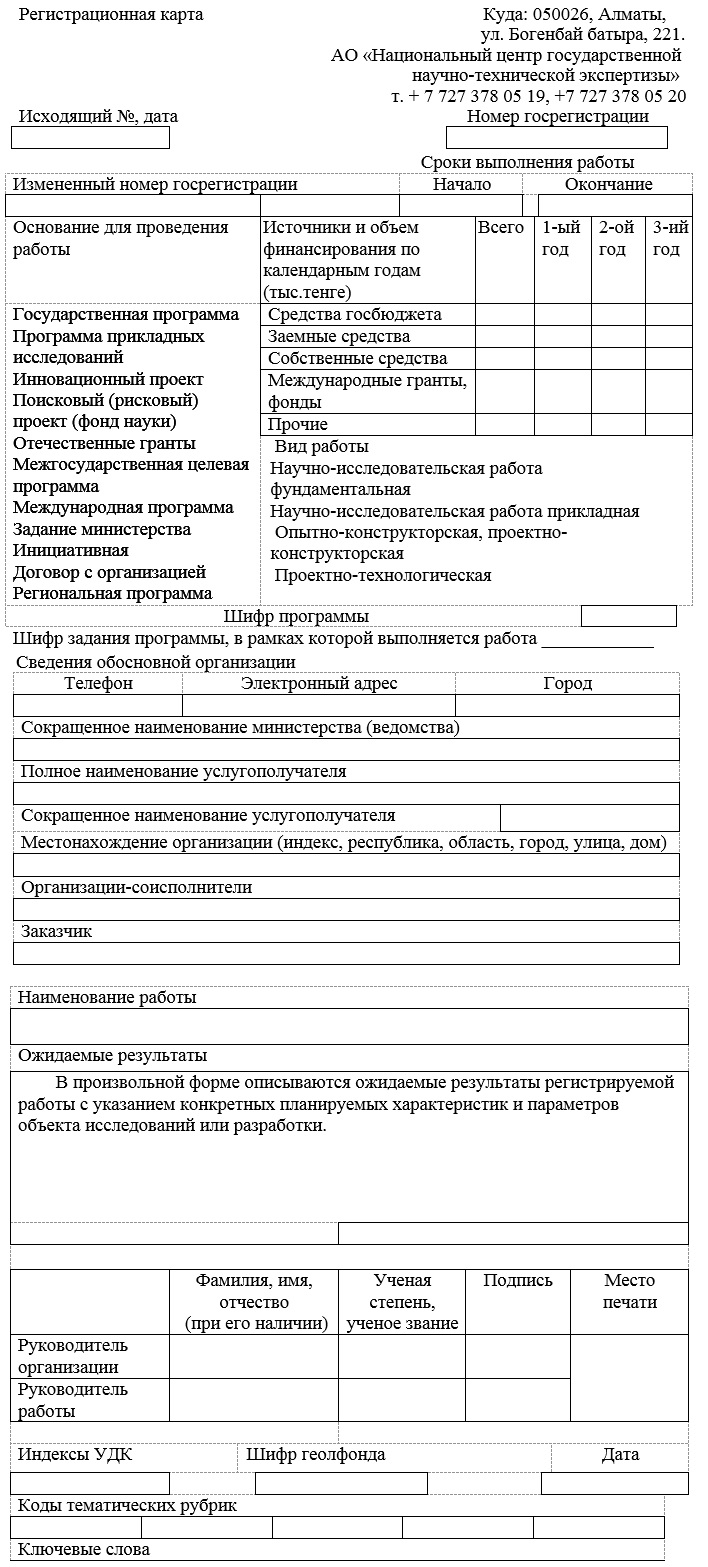 Регистрационная карта
Куда: 050026, Алматы,
ул. Богенбай батыра, 221.
АО «Национальный центр государственной
научно-технической экспертизы»
т. + 7 727 378 05 19, +7 727 378 05 20
Исходящий №, дата
Номер госрегистрации
Сроки выполнения работы
Измененный номер госрегистрации
Начало
Окончание
Основание для проведения
работы
Источники и объем
финансирования по
календарным годам
(тыс.тенге)
Всего
1-ый
год
2-ой
год
3-ий
год
Государственная программа
Программа прикладных
исследований
Инновационный проект
Поисковый (рисковый)
проект (фонд науки)
Отечественные гранты
Межгосударственная целевая
программа
Международная программа
Задание министерства
Инициативная
Договор с организацией
Региональная программа
Средства госбюджета
Заемные средства
Собственные средства
Международные гранты,
фонды
Прочие
Вид работы
Научно-исследовательская работа
фундаментальная
Научно-исследовательская работа прикладная
Опытно-конструкторская, проектно-
конструкторская
Проектно-технологическая
Шифр программы
Шифр задания программы, в рамках которой выполняется работа ____________
Сведения обосновной организации
Телефон
Электронный адрес
Город
Сокращенное наименование министерства (ведомства)
Полное наименование услугополучателя
Сокращенное наименование услугополучателя
Местонахождение организации (индекс, республика, область, город, улица, дом)
Организации-соисполнители
Заказчик
Наименование работы
Ожидаемые результаты
В произвольной форме описываются ожидаемые результаты регистрируемой
работы с указанием конкретных планируемых характеристик и параметров
объекта исследований или разработки.
Фамилия, имя,
отчество
(при его наличии)
Ученая
степень,
ученое звание
Подпись
Место
печати
Руководитель
организации
Руководитель
работы
Индексы УДК
Шифр геолфонда
Дата
Коды тематических рубрик
Ключевые слова